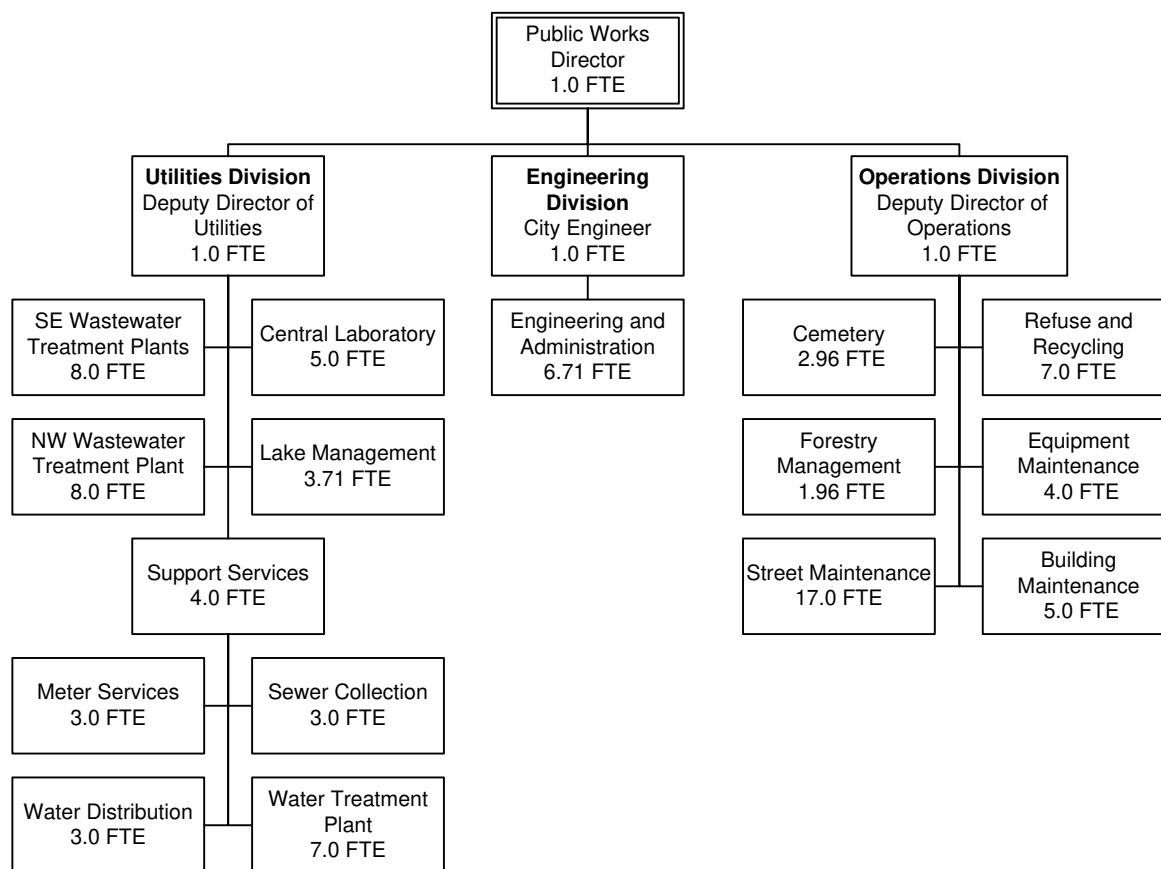 Public Works
Director
1.0 FTE
Utilities Division
Deputy Director of
Utilities
1.0 FTE
Engineering
Division
City Engineer
1.0 FTE
Operations Division
Deputy Director of
Operations
1.0 FTE
SE Wastewater
Treatment Plants
8.0 FTE
Central Laboratory
5.0 FTE
Engineering and
Administration
6.71 FTE
Cemetery
2.96 FTE
Refuse and
Recycling
7.0 FTE
NW Wastewater
Treatment Plant
8.0 FTE
Lake Management
3.71 FTE
Forestry
Management
1.96 FTE
Equipment
Maintenance
4.0 FTE
Support Services
4.0 FTE
Street Maintenance
17.0 FTE
Building
Maintenance
5.0 FTE
Meter Services
3.0 FTE
Sewer Collection
3.0 FTE
Water Distribution
3.0 FTE
Water Treatment
Plant
7.0 FTE